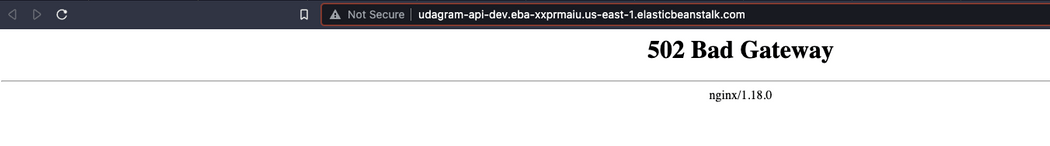 Not Secure | udagram-api-dev.eba-xxprmaiu.us-east-1.elasticbeanstalk.com
502 Bad Gateway
nginx/1.18.0